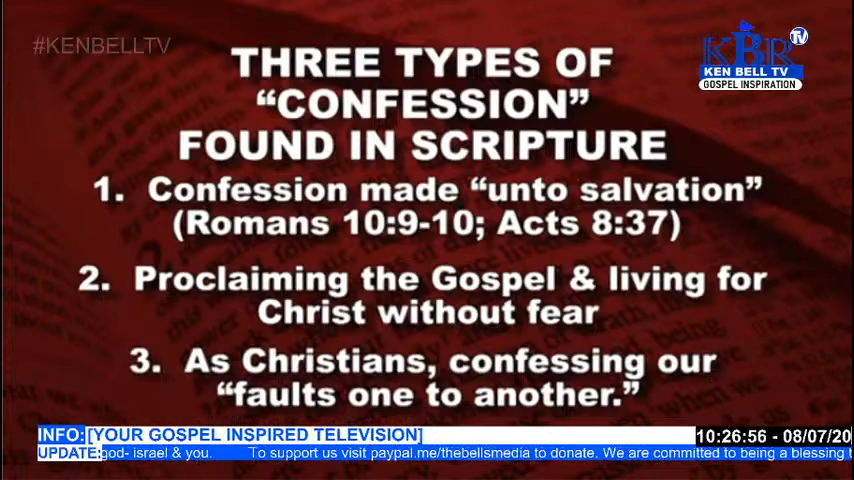 #KENBELLTV
KBR TV
KEN BELL TV
GOSPEL INSPIRATION
THREE TYPES OF
“CONFESSION”
FOUND IN SCRIPTURE
1. Confession made “unto salvation”
(Romans 10:9-10; Acts 8:37)
2. Proclaiming the Gospel & living for
Christ without fear
3. As Christians, confessing our
“faults one to another.”
INFO:[YOUR GOSPEL INSPIRED TELEVISION]
10:26:56 - 08/07/20
UPDATE:god- israel & you. To support us visit paypal.me/thebellsmedia to donate. We are committed to being a blessing